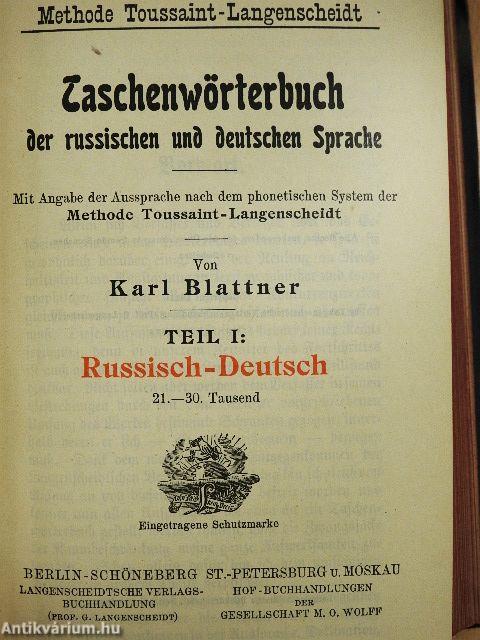 Methode Toussaint-Langenscheidt
Taschenwörterbuch
der russischen und deutschen Sprache
Mit Angabe der Aussprache nach dem phonetischen System der
Methode Toussaint-Langenscheidt
Von
Karl Blattner
TEIL I:
Russisch-Deutsch
21.—30. Tausend
Eingetragene Schutzmarke
BERLIN-SCHÖNEBERG
LANGENSCHEIDTSCHE VERLAGS-
BUCHHANDLUNG
(PROF. G. LANGENSCHEIDT)
ST.-PETERSBURG U. MOSKAU
HOF-BUCHHANDLUNGEN
DER
GESELLSCHAFT M. O. WOLFF
Antikvárium.hu